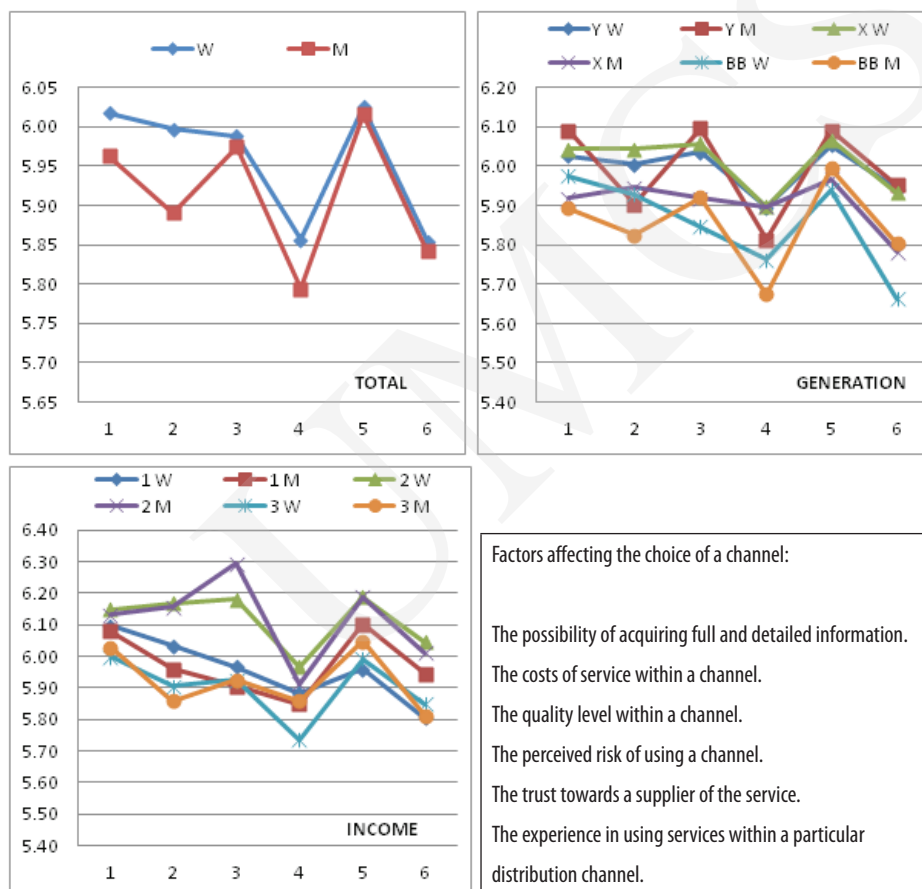 W M
6.05
6.00
5.95
5.90
5.85
5.80
5.75
5.70
5.65
TOTAL
1 2 3 4 5 6
Y W Y M X W
X M BB W BB M
6.20
6.10
6.00
5.90
5.80
5.70
5.60
5.50
5.40
GENERATION
1 2 3 4 5 6
1 W 1 M 2 W
2 M 3 W 3 M
6.40
6.30
6.20
6.10
6.00
5.90
5.80
5.70
5.60
5.50
5.40
INCOME
1 2 3 4 5 6
Factors affecting the choice of a channel:
The possibility of acquiring full and detailed information.
The costs of service within a channel.
The quality level within a channel.
The perceived risk of using a channel.
The trust towards a supplier of the service.
The experience in using services within a particular
distribution channel.
UMCS